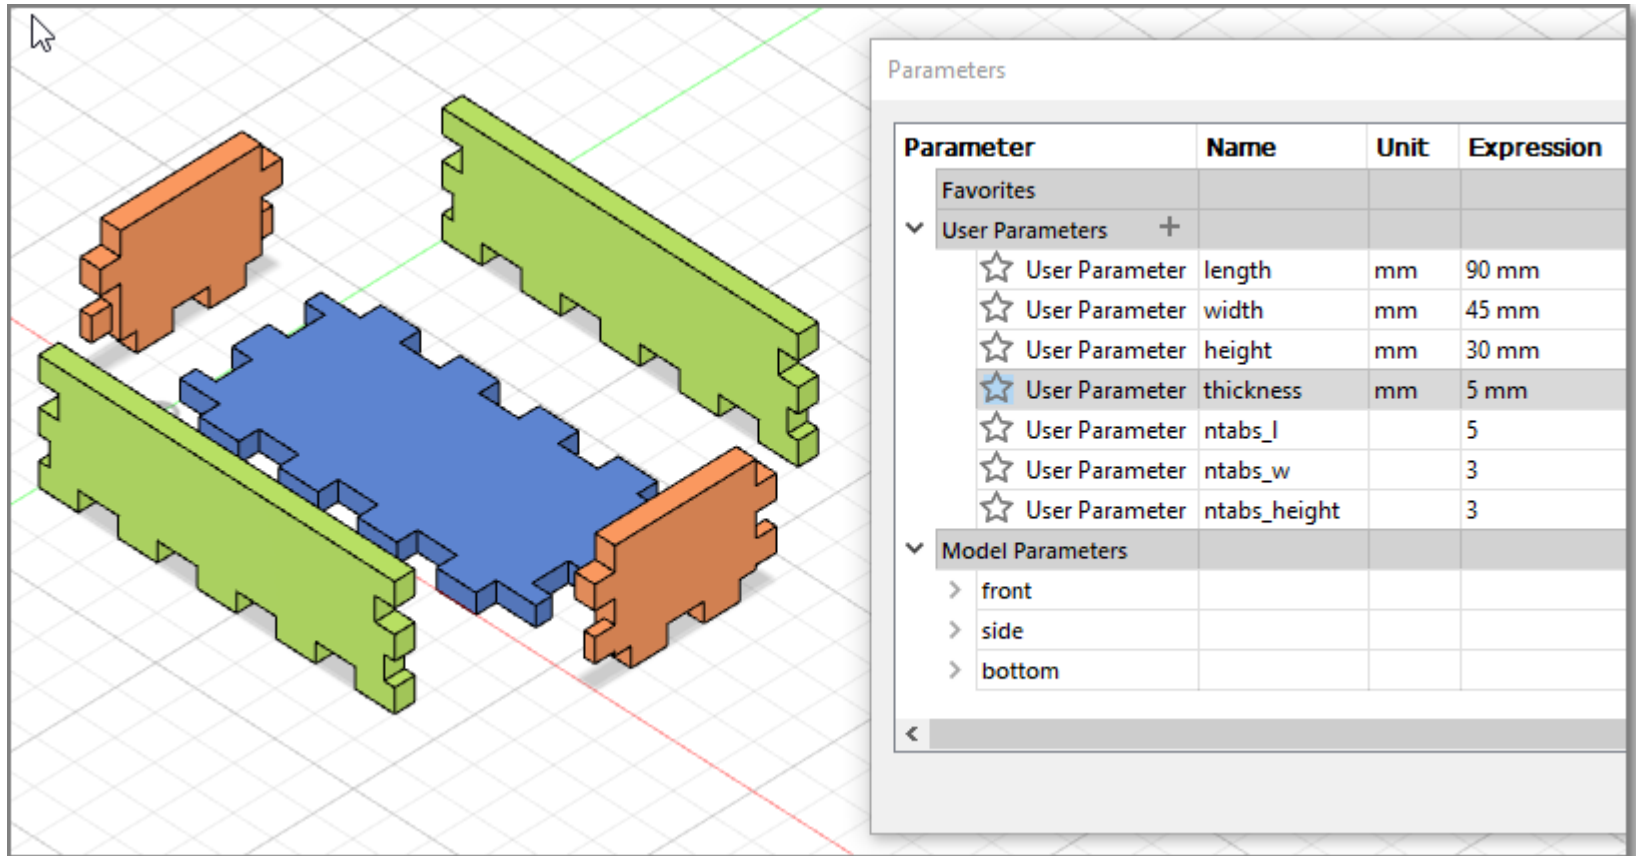 Parameters
Parameter Name Unit Expression
Favorites
User Parameters +
User Parameter length mm 90 mm
User Parameter width mm 45 mm
User Parameter height mm 30 mm
User Parameter thickness mm 5 mm
User Parameter ntabs_l 5
User Parameter ntabs_w 3
User Parameter ntabs_height 3
Model Parameters
front
side
bottom